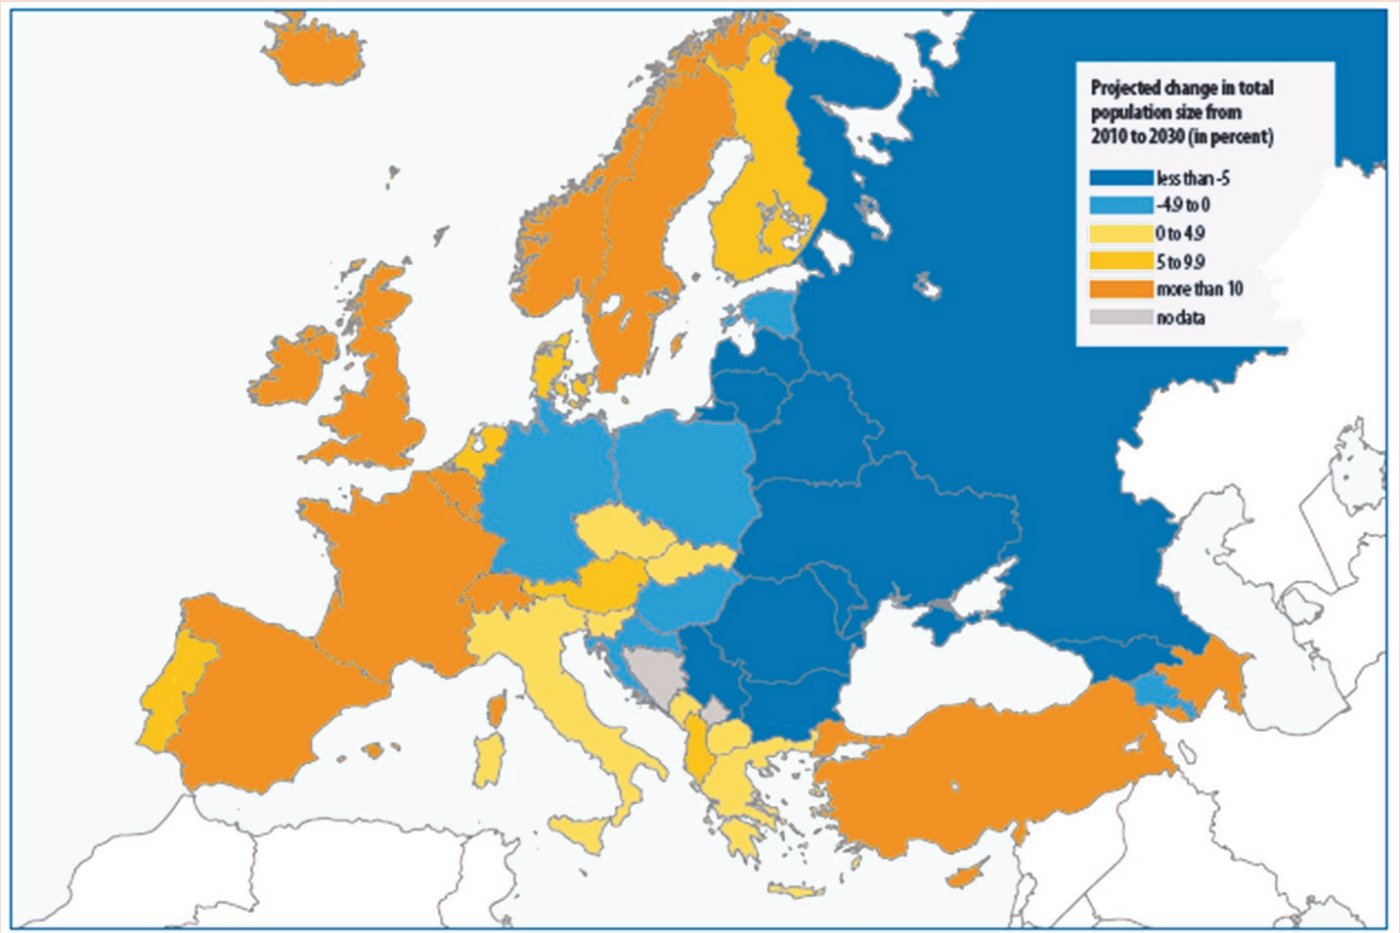 Projected change in total
population size from
2010 to 2030 (in percent)
less than -5
-4.9 to 0
0 to 4.9
5 to 9.9
more than 10
no data